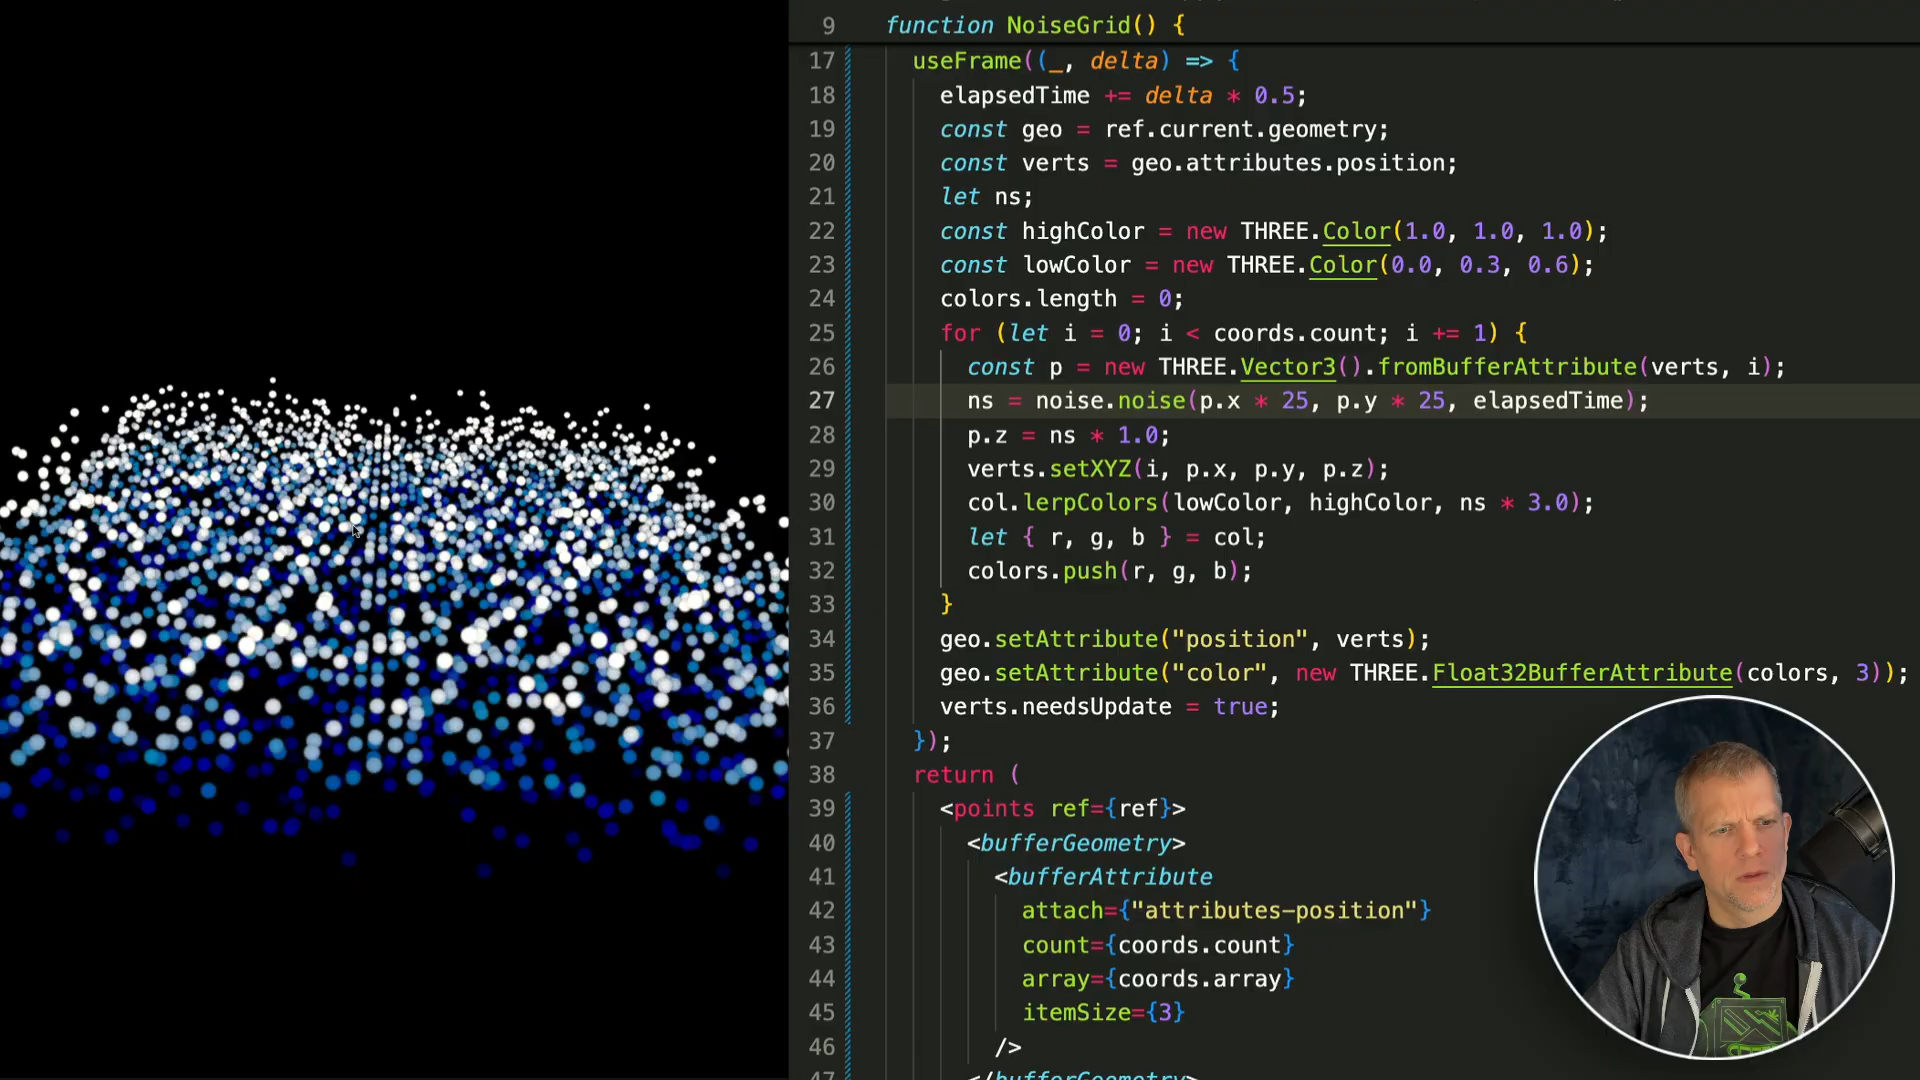 9 function NoiseGrid() {
17 useFrame((_, delta) => {
18 elapsedTime += delta * 0.5;
19 const geo = ref.current.geometry;
20 const verts = geo.attributes.position;
21 let ns;
22 const highColor = new THREE.Color(1.0, 1.0, 1.0);
23 const lowColor = new THREE.Color(0.0, 0.3, 0.6);
24 colors.length = 0;
25 for (let i = 0; i < coords.count; i += 1) {
26 const p = new THREE.Vector3().fromBufferAttribute(verts, i);
27 ns = noise.noise(p.x * 25, p.y * 25, elapsedTime);
28 p.z = ns * 1.0;
29 verts.setXYZ(i, p.x, p.y, p.z);
30 col.lerpColors(lowColor, highColor, ns * 3.0);
31 let { r, g, b } = col;
32 colors.push(r, g, b);
33 }
34 geo.setAttribute("position", verts);
35 geo.setAttribute("color", new THREE.Float32BufferAttribute(colors, 3));
36 verts.needsUpdate = true;
37 });
38 return (
39 <points ref={ref}>
40 <bufferGeometry>
41 <bufferAttribute
42 attach={"attributes-position"}
43 count={coords.count}
44 array={coords.array}
45 itemSize={3}
46 />
47 </bufferGeometry>